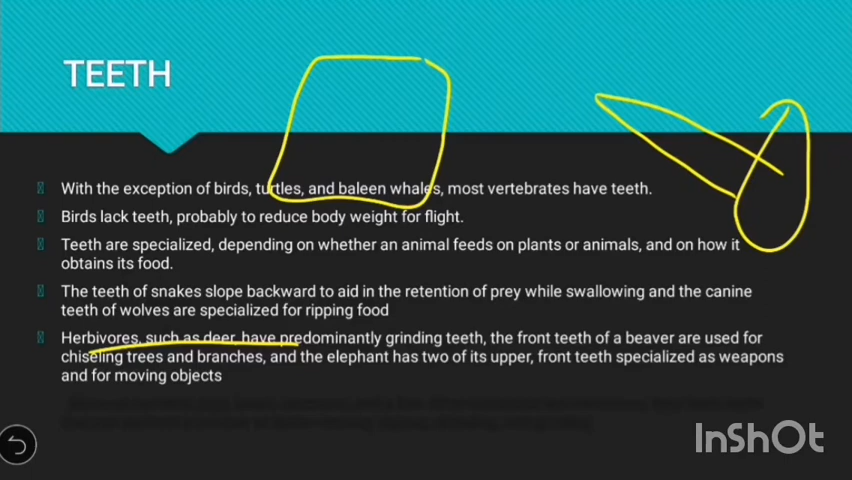 TEETH
With the exception of birds, turtles, and baleen whales, most vertebrates have teeth.
Birds lack teeth, probably to reduce body weight for flight.
Teeth are specialized, depending on whether an animal feeds on plants or animals, and on how it
obtains its food.
The teeth of snakes slope backward to aid in the retention of prey while swallowing and the canine
teeth of wolves are specialized for ripping food
Herbivores, such as deer, have predominantly grinding teeth, the front teeth of a beaver are used for
chiseling trees and branches, and the elephant has two of its upper, front teeth specialized as weapons
and for moving objects
InShOt